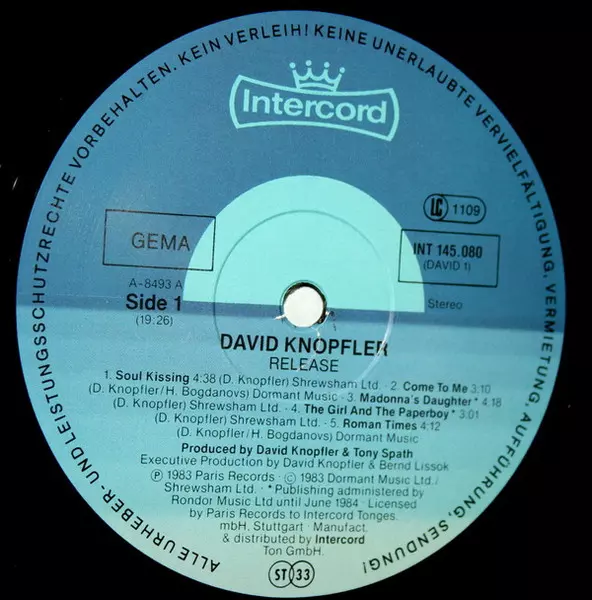 ALLE URHEBER- UND LEISTUNGSSCHUTZRECHTE VORBEHALTEN. KEIN VERLEIH! KEINE UNERLAUBTE VERVIELFÄLTIGUNG, VERMIETUNG, AUFFÜHRUNG, SENDUNG!
Intercord
LC 1109
GEMA
INT 145.080
(DAVID 1)
A-8493 A
Side 1
Stereo
(19:26)
DAVID KNOPFLER
RELEASE
1. Soul Kissing 4:38 (D. Knopfler) Shrewsham Ltd. · 2. Come To Me 3:10
(D. Knopfler/H. Bogdanovs) Dormant Music · 3. Madonna's Daughter* 4:18
(D. Knopfler) Shrewsham Ltd. · 4. The Girl And The Paperboy* 3:01
(D. Knopfler) Shrewsham Ltd. · 5. Roman Times 4:12
(D. Knopfler/H. Bogdanovs) Dormant Music
Produced by David Knopfler & Tony Spath
Executive Production by David Knopfler & Bernd Lissok
℗ 1983 Paris Records · © 1983 Dormant Music Ltd./
Shrewsham Ltd. · *Publishing administered by
Rondor Music Ltd until June 1984 · Licensed
by Paris Records to Intercord Tonges.
mbH, Stuttgart · Manufact.
& distributed by Intercord
Ton GmbH.
ST 33